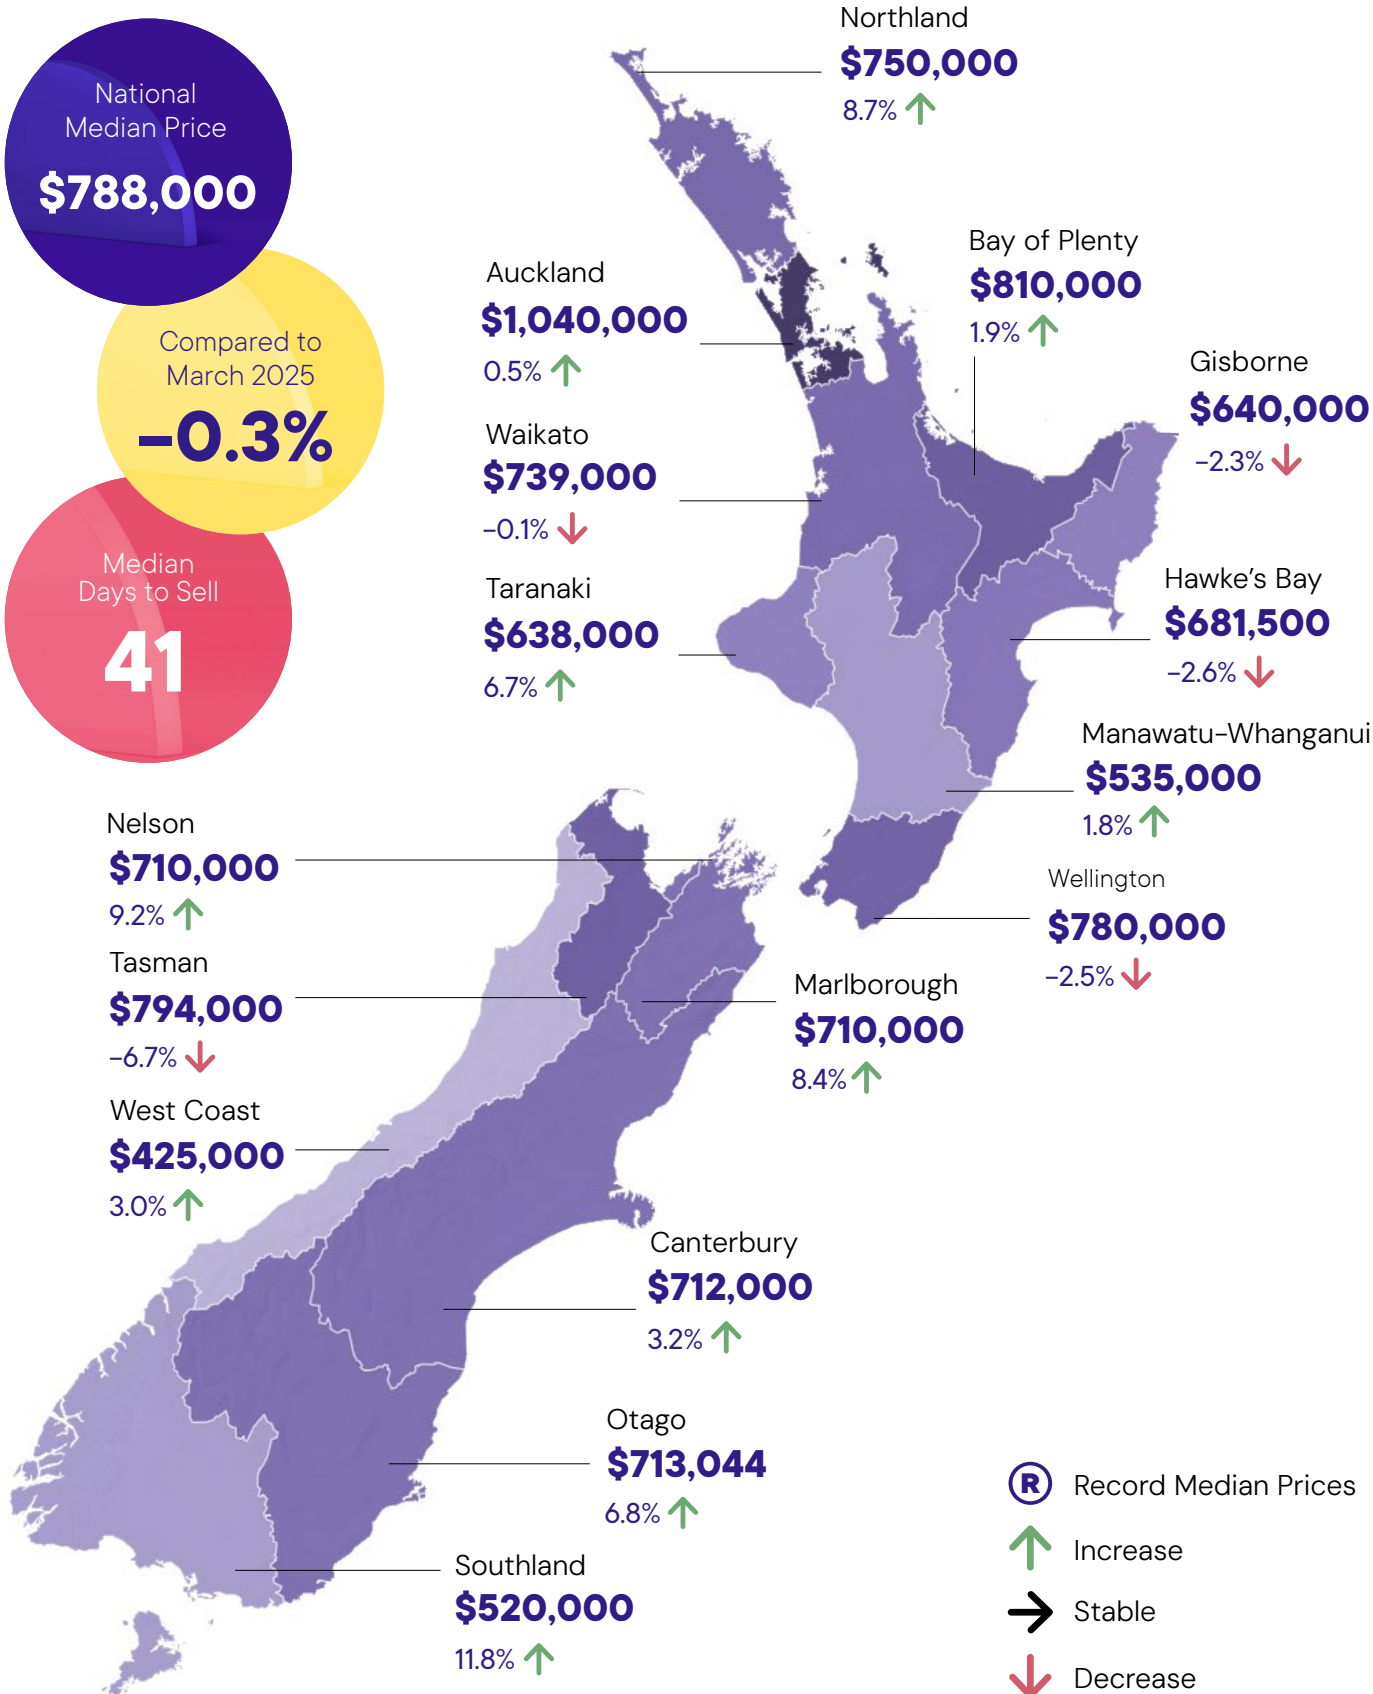 National
Median Price
$788,000
Compared to
March 2025
-0.3%
Median
Days to Sell
41
Northland
$750,000
8.7%
Auckland
$1,040,000
0.5%
Bay of Plenty
$810,000
1.9%
Waikato
$739,000
-0.1%
Gisborne
$640,000
-2.3%
Taranaki
$638,000
6.7%
Hawke's Bay
$681,500
-2.6%
Manawatu-Whanganui
$535,000
1.8%
Wellington
$780,000
-2.5%
Nelson
$710,000
9.2%
Tasman
$794,000
-6.7%
Marlborough
$710,000
8.4%
West Coast
$425,000
3.0%
Canterbury
$712,000
3.2%
Otago
$713,044
6.8%
Southland
$520,000
11.8%
R Record Median Prices
Increase
Stable
Decrease